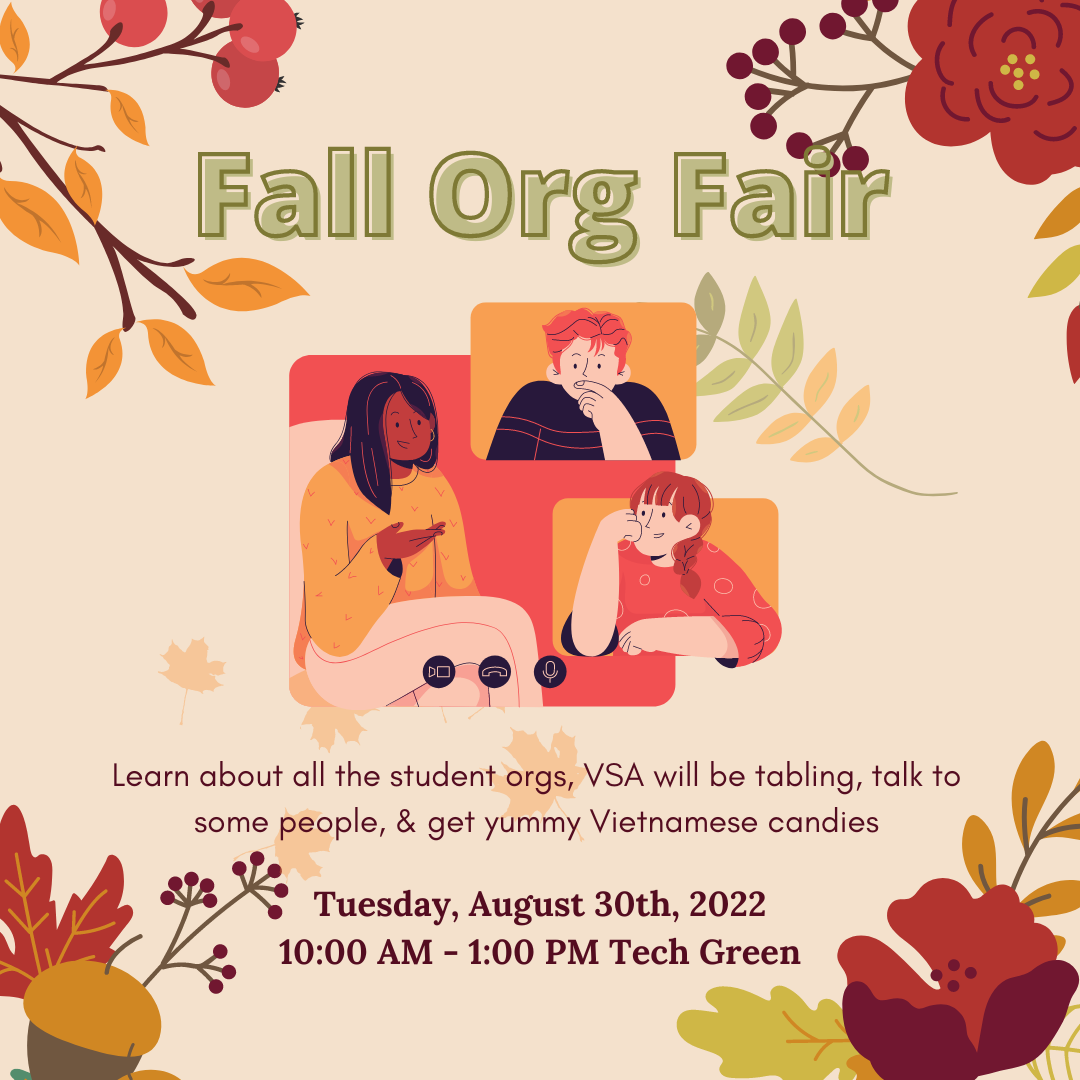 Fall Org Fair
Learn about all the student orgs, VSA will be tabling, talk to
some people, & get yummy Vietnamese candies
Tuesday, August 30th, 2022
10:00 AM - 1:00 PM Tech Green